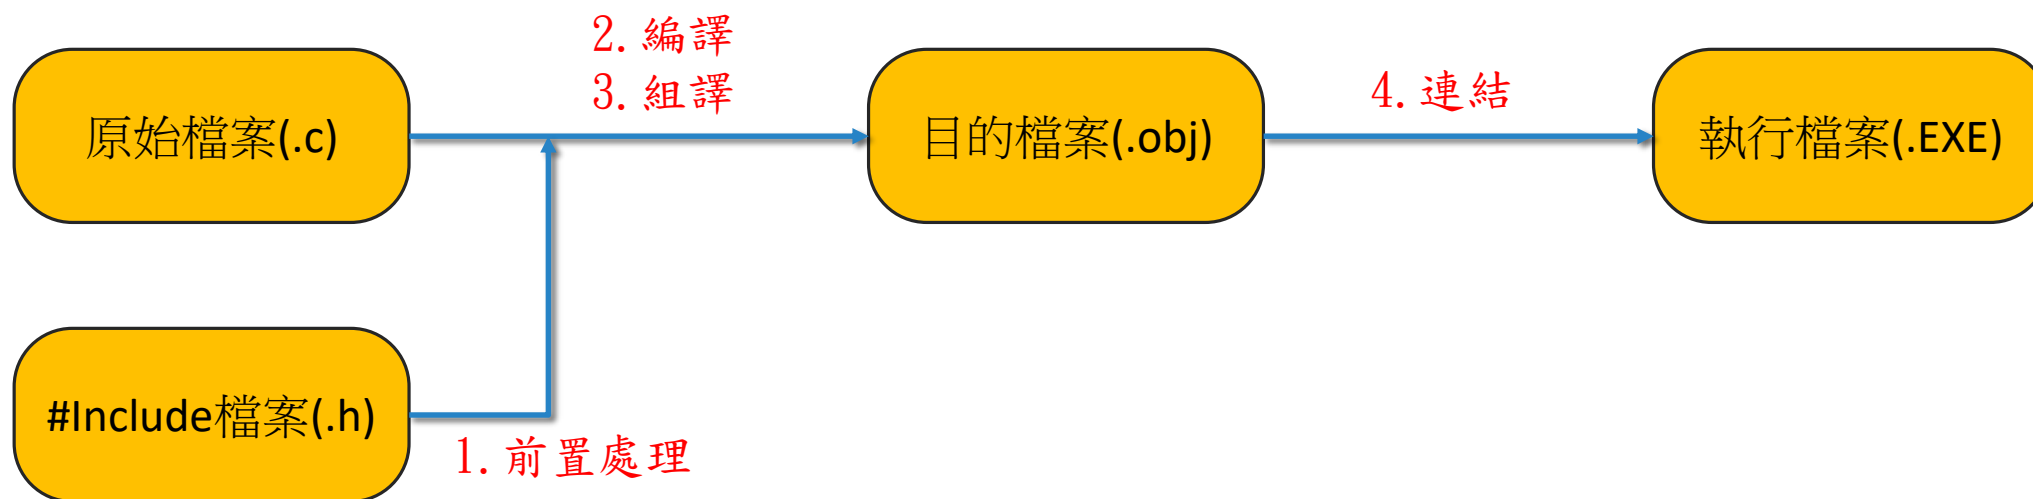 2.編譯
3.組譯
4.連結
原始檔案(.c)
目的檔案(.obj)
執行檔案(.EXE)
#Include檔案(.h)
1.前置處理